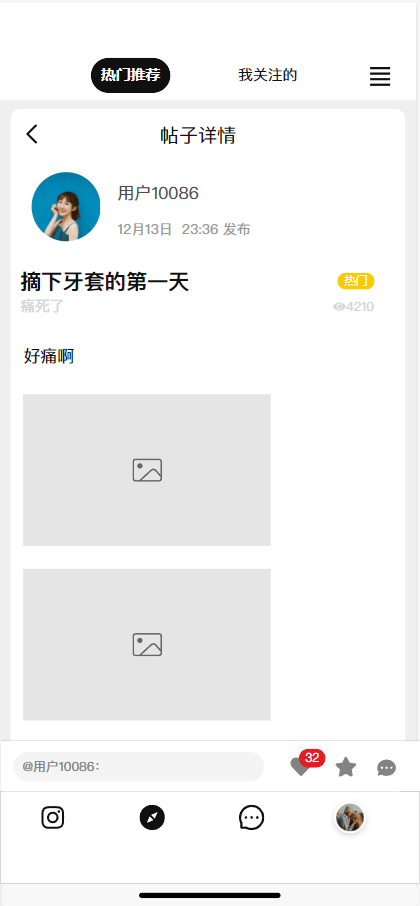 热门推荐 我关注的
帖子详情
用户10086
12月13日 23:36 发布
摘下牙套的第一天 热门
痛死了 4210
好痛啊
32
@用户10086：